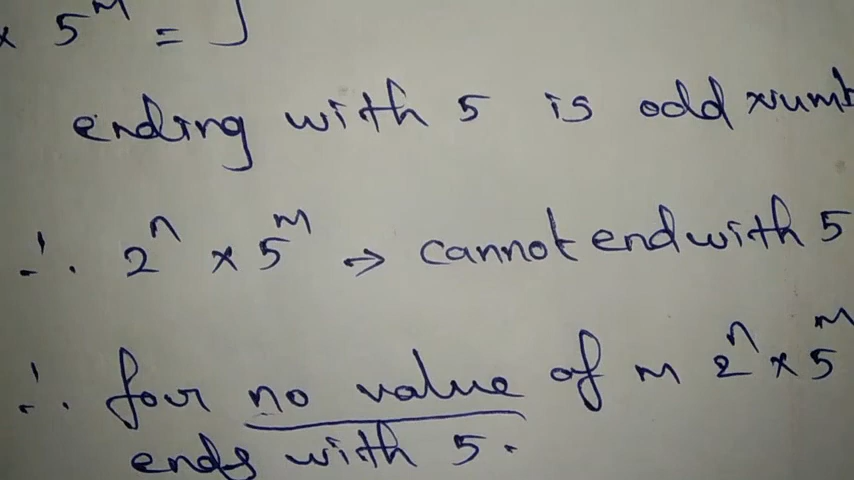 x 5^m =
ending with 5 is odd numb
∴ 2^n x 5^m → cannot end with 5
∴ for no value of m 2^n x 5^m
ends with 5.